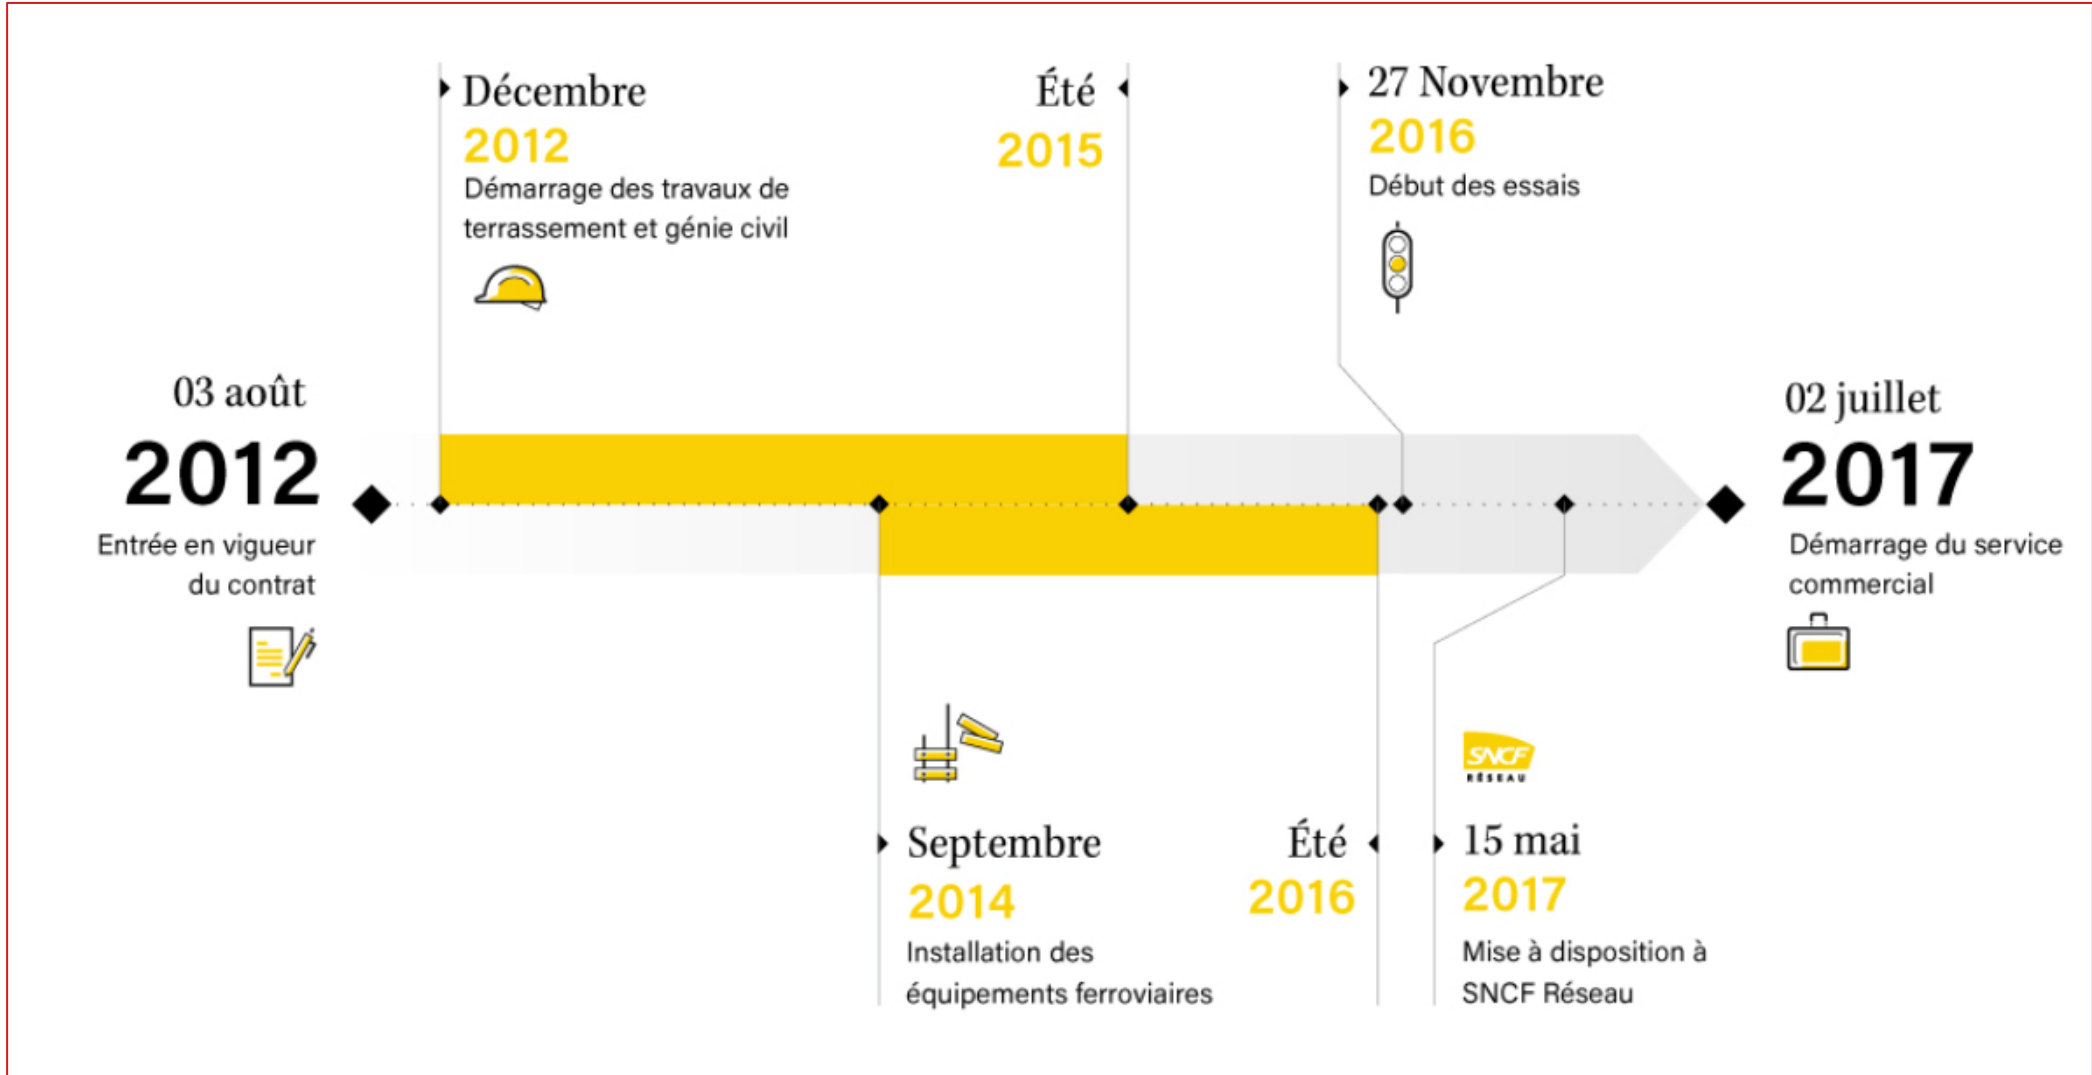 Décembre
2012
Démarrage des travaux de
terrassement et génie civil
Été
2015
27 Novembre
2016
Début des essais
03 août
2012
Entrée en vigueur
du contrat
02 juillet
2017
Démarrage du service
commercial
Septembre
2014
Installation des
équipements ferroviaires
Été
2016
SNCF
RÉSEAU
15 mai
2017
Mise à disposition à
SNCF Réseau